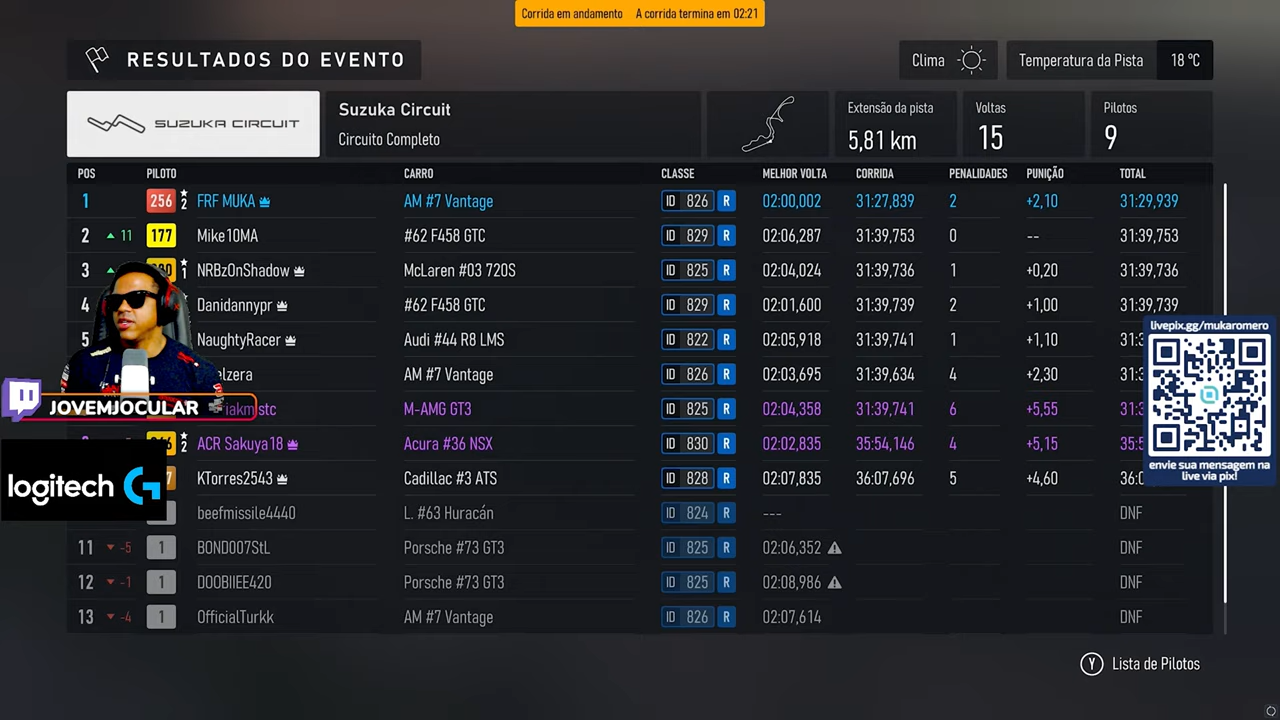 Corrida em andamento A corrida termina em 02:21
RESULTADOS DO EVENTO
Clima Temperatura da Pista 18 ºC
SUZUKA CIRCUIT
Suzuka Circuit
Circuito Completo
Extensão da pista
5,81 km
Voltas
15
Pilotos
9
POS PILOTO CARRO CLASSE MELHOR VOLTA CORRIDA PENALIDADES PUNIÇÃO TOTAL
1 256 2 FRF MUKA AM #7 Vantage ID 826 R 02:00,002 31:27,839 2 +2,10 31:29,939
2 11 177 Mike10MA #62 F458 GTC ID 829 R 02:06,287 31:39,753 0 -- 31:39,753
3 1 NRBzOnShadow McLaren #03 720S ID 825 R 02:04,024 31:39,736 1 +0,20 31:39,736
4 Danidannypr #62 F458 GTC ID 829 R 02:01,600 31:39,739 2 +1,00 31:39,739
5 NaughtyRacer Audi #44 R8 LMS ID 822 R 02:05,918 31:39,741 1 +1,10
AM #7 Vantage ID 826 R 02:03,695 31:39,634 4 +2,30
M-AMG GT3 ID 825 R 02:04,358 31:39,741 6 +5,55
2 ACR Sakuya18 Acura #36 NSX ID 830 R 02:02,835 35:54,146 4 +5,15
KTorres2543 Cadillac #3 ATS ID 828 R 02:07,835 36:07,696 5 +4,60
beefmissile4440 L. #63 Huracán ID 824 R --- DNF
11 -5 1 BOND007StL Porsche #73 GT3 ID 825 R 02:06,352 DNF
12 -1 1 DOOBIIEE420 Porsche #73 GT3 ID 825 R 02:08,986 DNF
13 -4 1 OfficialTurkk AM #7 Vantage ID 826 R 02:07,614 DNF
JOVEMJOCULAR
logitech G
livepix.gg/mukaromero
envie sua mensagem na
live via pix!
Y Lista de Pilotos